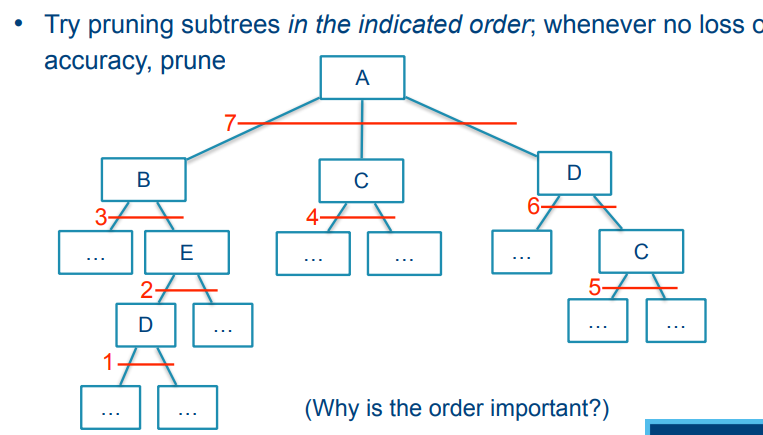 • Try pruning subtrees in the indicated order; whenever no loss
accuracy, prune
A
7
B
C
D
3
4
6
...
E
...
...
...
C
2
5
D
...
...
...
1
...
...
(Why is the order important?)